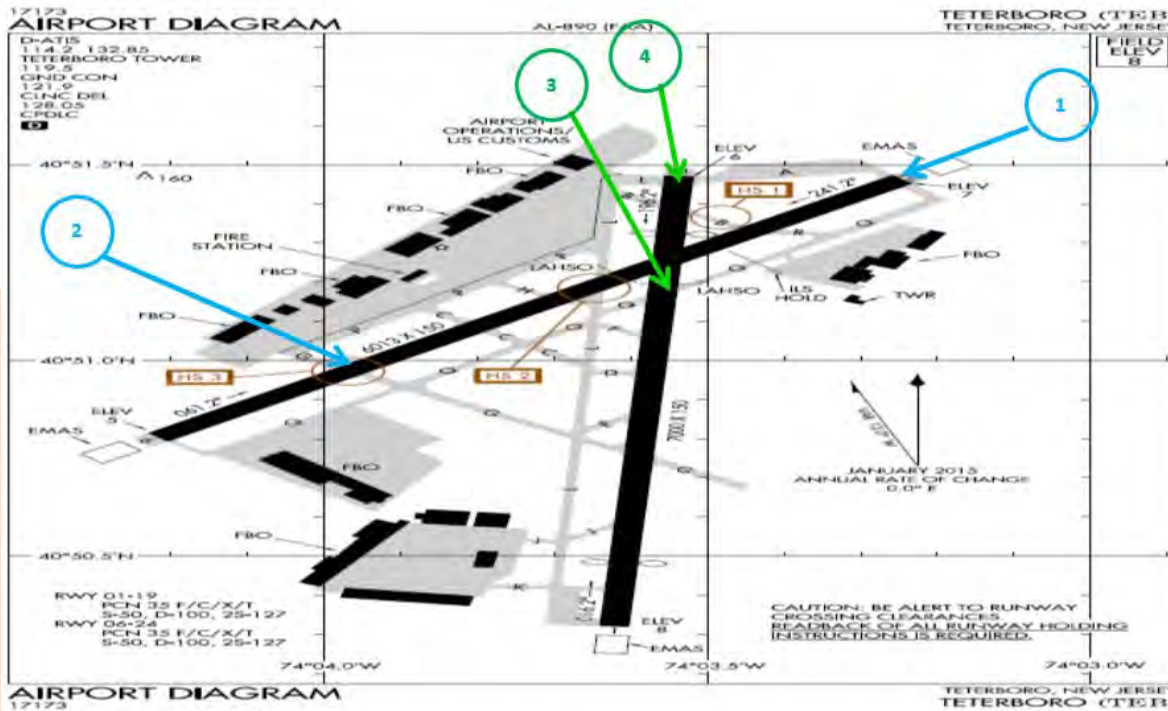 17173
AIRPORT DIAGRAM
AL-890 (FAA)
TETERBORO (TEB
TETERBORO, NEW JERSEY
D-ATIS
114.2 132.85
TETERBORO TOWER
119.5
GND CON
121.9
CLNC DEL
128.05
CPDLC
D
FIELD
ELEV
8
4
3
1
2
AIRPORT
OPERATIONS/
US CUSTOMS
ELEV
6
EMAS
40°51.5'N
160
FBO
A
L
HS 1
241.2°
ELEV
7
198.2°
B
FBO
R
Q
FIRE
STATION
FBO
LAHSO
LAHSO
ILS
HOLD
FBO
TWR
FBO
P
H
6013 X 150
G
40°51.0'N
HS 3
HS 2
061.2°
ELEV
5
EMAS
7000 X 150
G
G
G
FBO
JANUARY 2015
ANNUAL RATE OF CHANGE
0.0° E
FBO
J
40°50.5'N
K
016.2°
RWY 01-19
PCN 35 F/C/X/T
S-50, D-100, 2S-127
RWY 06-24
PCN 35 F/C/X/T
S-50, D-100, 2S-127
ELEV
8
EMAS
CAUTION: BE ALERT TO RUNWAY
CROSSING CLEARANCES.
READBACK OF ALL RUNWAY HOLDING
INSTRUCTIONS IS REQUIRED.
74°04.0'W
74°03.5'W
74°03.0'W
AIRPORT DIAGRAM
17173
TETERBORO, NEW JERSEY
TETERBORO (TEB